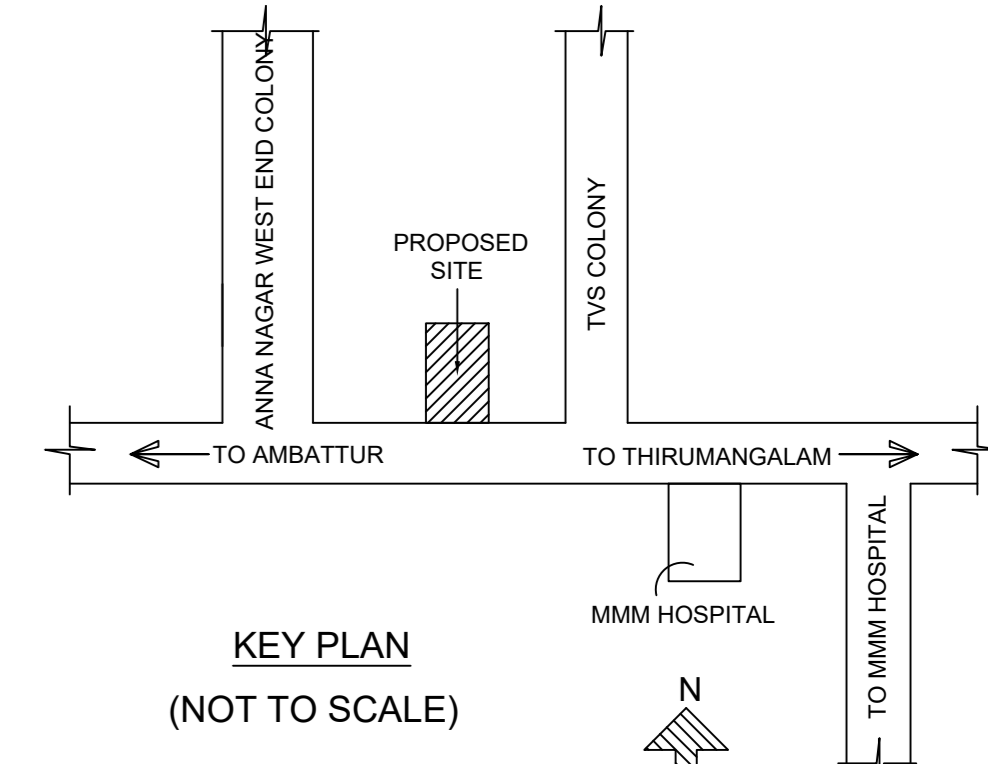 ANNA NAGAR WEST END COLONY
TVS COLONY
PROPOSED
SITE
TO AMBATTUR
TO THIRUMANGALAM
MMM HOSPITAL
TO MMM HOSPITAL
KEY PLAN
(NOT TO SCALE)
N